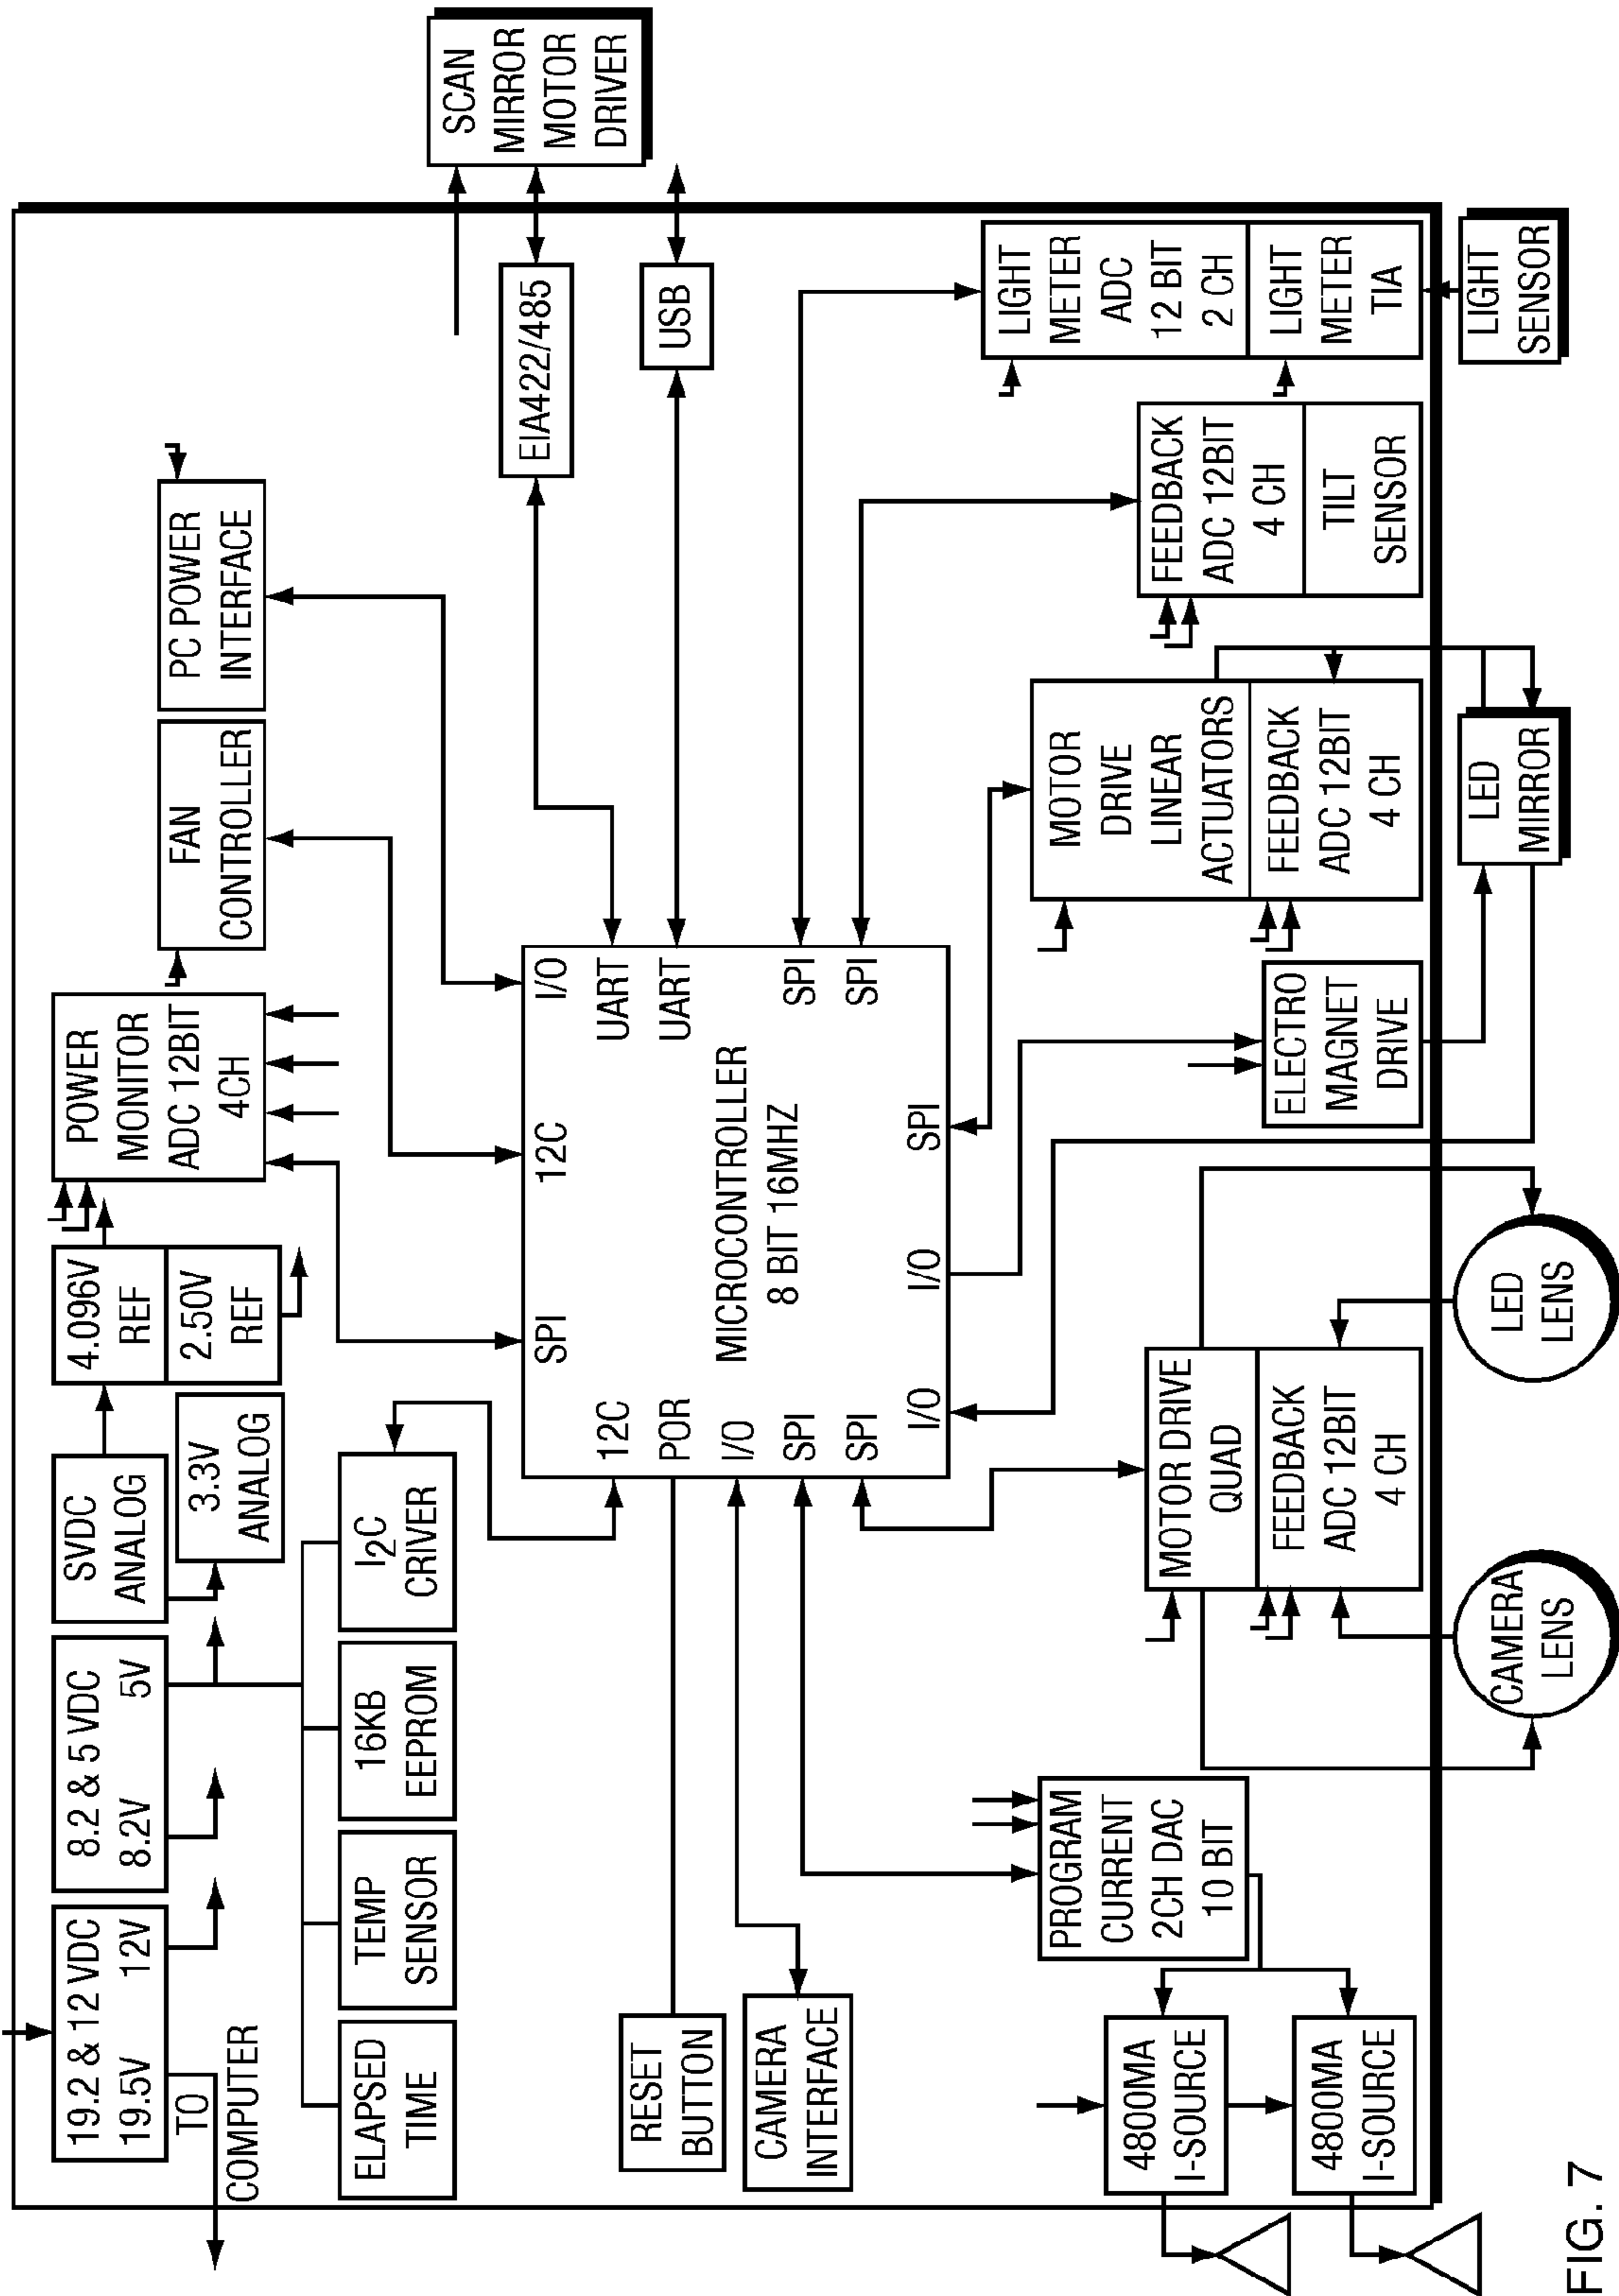 19.2 & 12 VDC
19.5V 12V
TO
COMPUTER
8.2 & 5 VDC
8.2V 5V
SVDC
ANALOG
3.3V
ANALOG
4.096V
REF
2.50V
REF
POWER
MONITOR
ADC 12BIT
4CH
FAN
CONTROLLER
PC POWER
INTERFACE
SCAN
MIRROR
MOTOR
DRIVER
ELAPSED
TIME
TEMP
SENSOR
16KB
EEPROM
I2C
CRIVER
EIA422/485
USB
RESET
BUTTON
CAMERA
INTERFACE
SPI
12C
I/O
12C
POR
I/O
SPI
SPI
MICROCONTROLLER
8 BIT 16MHZ
UART
UART
SPI
SPI
I/O
I/O
SPI
4800MA
I-SOURCE
4800MA
I-SOURCE
PROGRAM
CURRENT
2CH DAC
10 BIT
MOTOR DRIVE
QUAD
FEEDBACK
ADC 12BIT
4 CH
ELECTRO
MAGNET
DRIVE
MOTOR
DRIVE
LINEAR
ACTUATORS
FEEDBACK
ADC 12BIT
4 CH
FEEDBACK
ADC 12BIT
4 CH
TILT
SENSOR
LIGHT
METER ADC
12 BIT
2 CH
LIGHT
METER
TIA
CAMERA
LENS
LED
LENS
LED
MIRROR
LIGHT
SENSOR
FIG. 7